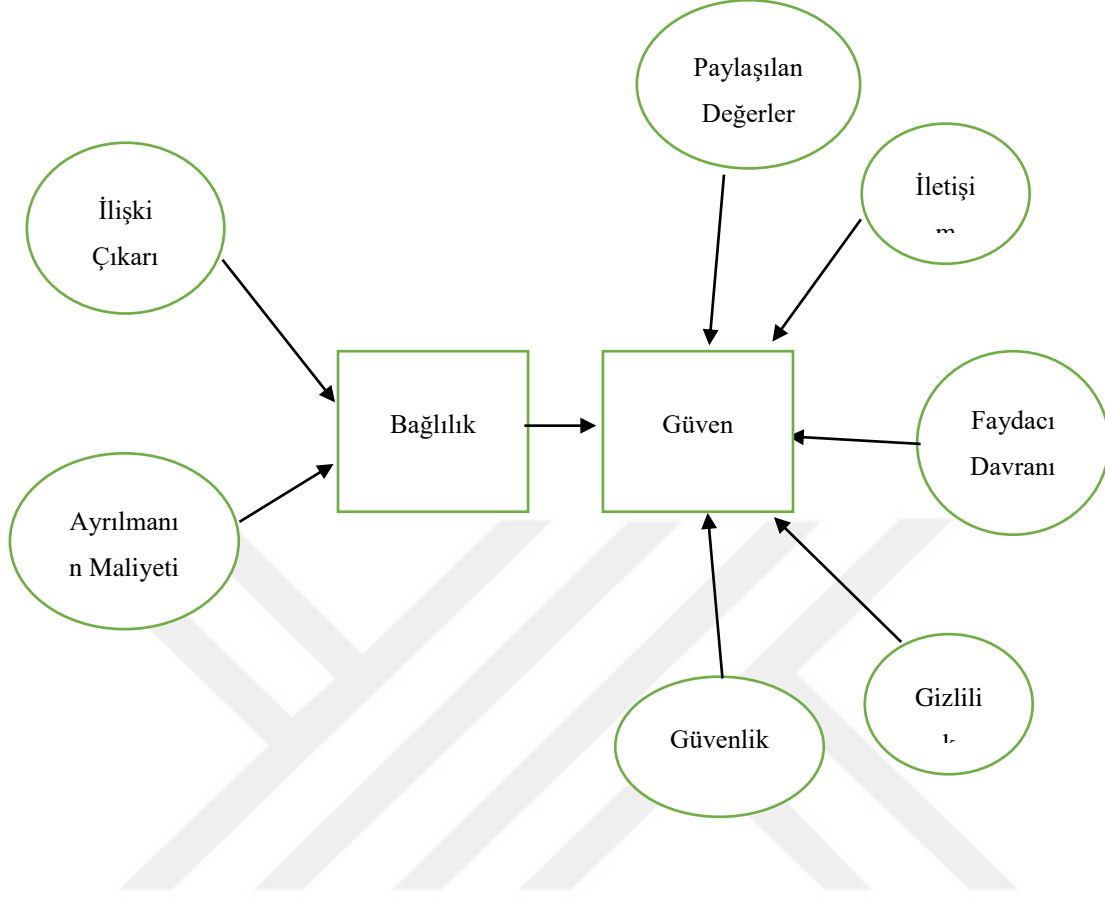 Paylaşılan
Değerler
İletişi
m
İlişki
Çıkarı
Bağlılık
Güven
Faydacı
Davranı
Ayrılmanı
n Maliyeti
Güvenlik
Gizlili
k